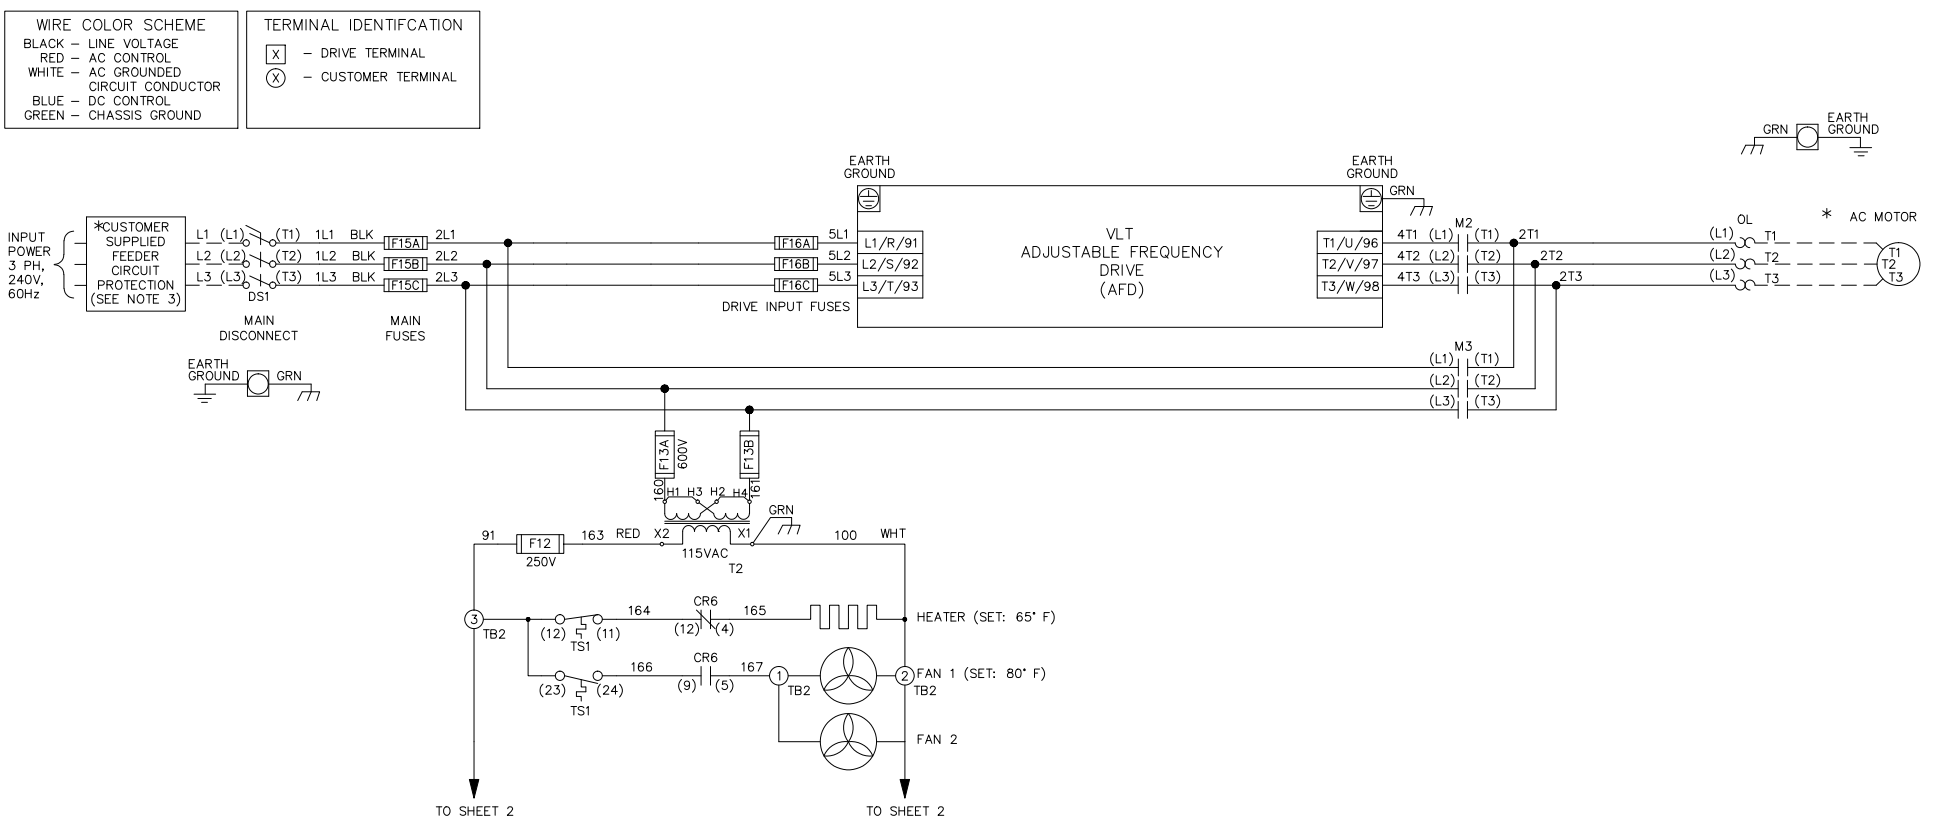 WIRE COLOR SCHEME
BLACK – LINE VOLTAGE
RED – AC CONTROL
WHITE – AC GROUNDED
CIRCUIT CONDUCTOR
BLUE – DC CONTROL
GREEN – CHASSIS GROUND
TERMINAL IDENTIFCATION
X – DRIVE TERMINAL
X – CUSTOMER TERMINAL
INPUT
POWER
3 PH,
240V,
60Hz
*CUSTOMER
SUPPLIED
FEEDER
CIRCUIT
PROTECTION
(SEE NOTE 3)
L1 (L1) (T1) 1L1 BLK F15A 2L1
L2 (L2) (T2) 1L2 BLK F15B 2L2
L3 (L3) (T3) 1L3 BLK F15C 2L3
DS1
MAIN
DISCONNECT
MAIN
FUSES
EARTH
GROUND
GRN
F16A 5L1 L1/R/91
F16B 5L2 L2/S/92
F16C 5L3 L3/T/93
DRIVE INPUT FUSES
EARTH
GROUND
VLT
ADJUSTABLE FREQUENCY
DRIVE
(AFD)
EARTH
GROUND
GRN
M2
T1/U/96 4T1 (L1) (T1) 2T1
T2/V/97 4T2 (L2) (T2) 2T2
T3/W/98 4T3 (L3) (T3) 2T3
M3
(L1) (T1)
(L2) (T2)
(L3) (T3)
GRN
EARTH
GROUND
OL
* AC MOTOR
(L1) T1
(L2) T2
(L3) T3
T1
T2
T3
F13A
600V
F13B
160
161
H1 H3 H2 H4
GRN
91 F12 163 RED X2 X1 100 WHT
250V
115VAC
T2
3
TB2
(12) (11)
TS1
164
CR6
(12) (4)
165
HEATER (SET: 65° F)
(23) (24)
TS1
166
CR6
(9) (5)
167
1
TB2
2
TB2
FAN 1 (SET: 80° F)
FAN 2
TO SHEET 2
TO SHEET 2